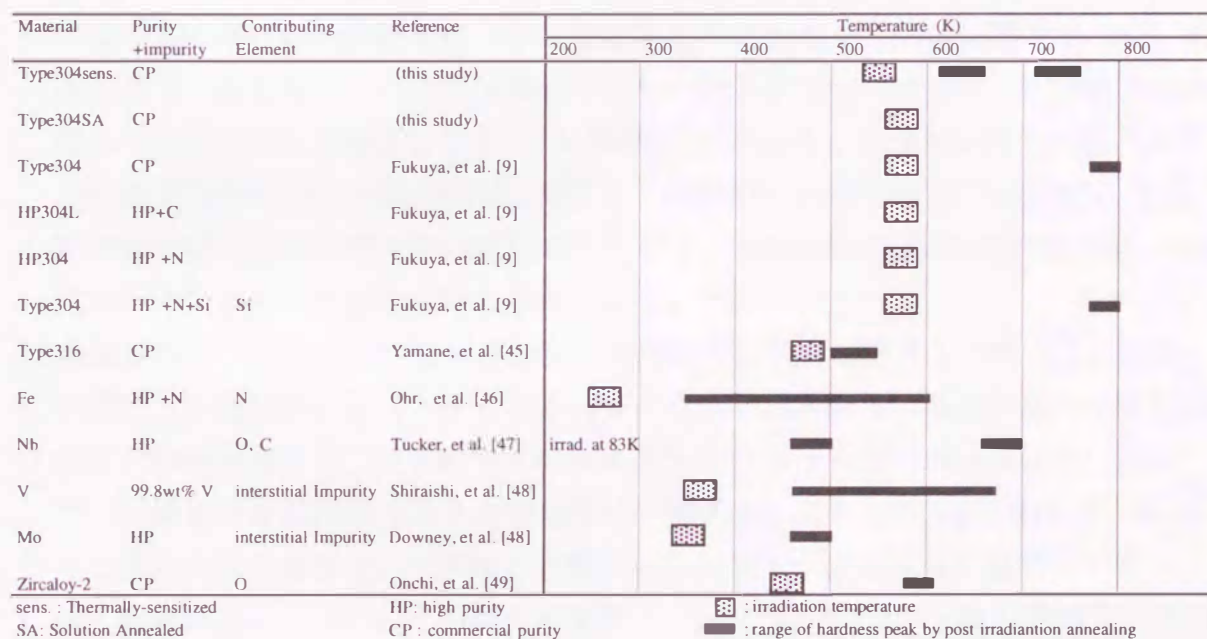 Material Purity Contributing Reference Temperature (K)
+impurity Element 200 300 400 500 600 700 800
Type304sens. CP (this study)
Type304SA CP (this study)
Type304 CP Fukuya, et al. [9]
HP304L HP+C Fukuya, et al. [9]
HP304 HP +N Fukuya, et al. [9]
Type304 HP +N+Si Si Fukuya, et al. [9]
Type316 CP Yamane, et al. [45]
Fe HP +N N Ohr, et al. [46]
Nb HP O, C Tucker, et al. [47] irrad. at 83K
V 99.8wt% V interstitial Impurity Shiraishi, et al. [48]
Mo HP interstitial Impurity Downey, et al. [48]
Zircaloy-2 CP O Onchi, et al. [49]
sens. : Thermally-sensitized HP: high purity : irradiation temperature
SA: Solution Annealed CP : commercial purity : range of hardness peak by post irradiantion annealing